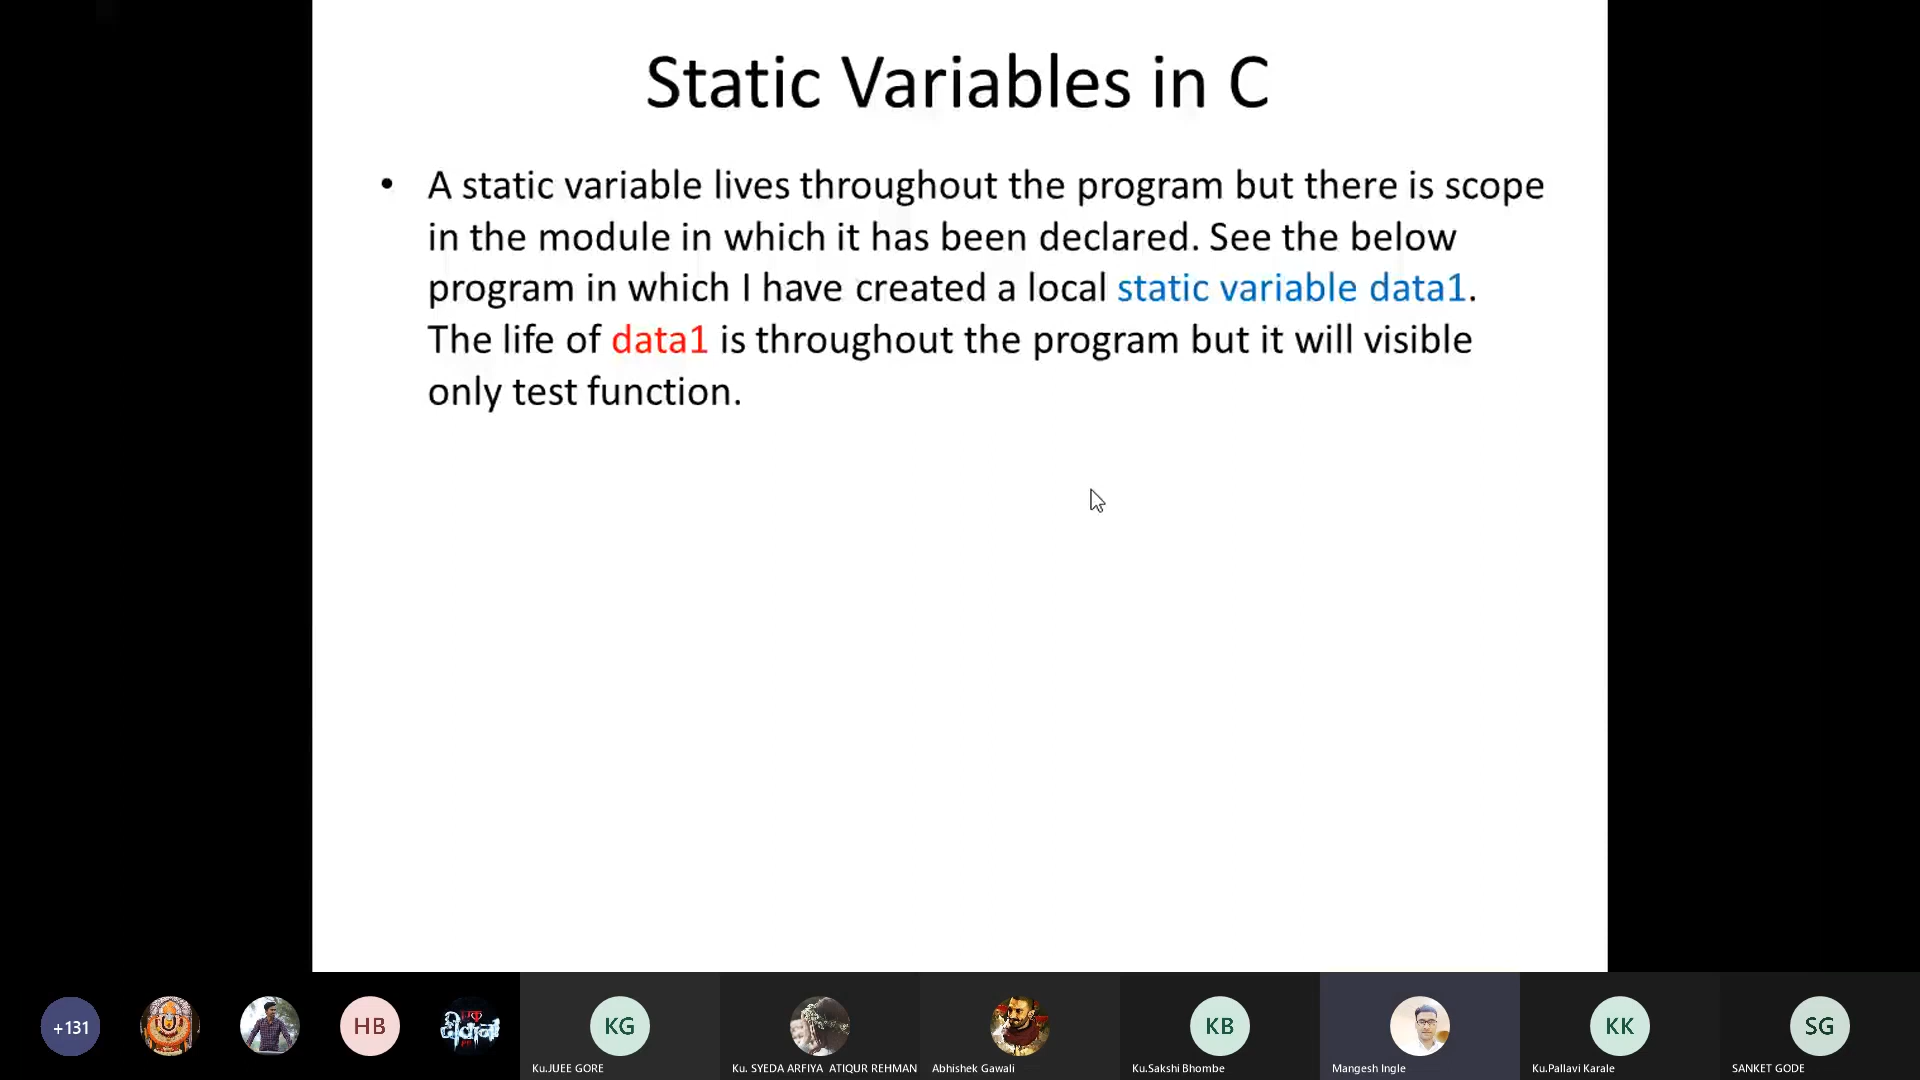 Static Variables in C
• A static variable lives throughout the program but there is scope
in the module in which it has been declared. See the below
program in which I have created a local static variable data1.
The life of data1 is throughout the program but it will visible
only test function.
+131
HB
KG
KB
KK
SG
Ku.JUEE GORE
Ku. SYEDA ARFIYA ATIQUR REHMAN
Abhishek Gawali
Ku.Sakshi Bhombe
Mangesh Ingle
Ku.Pallavi Karale
SANKET GODE